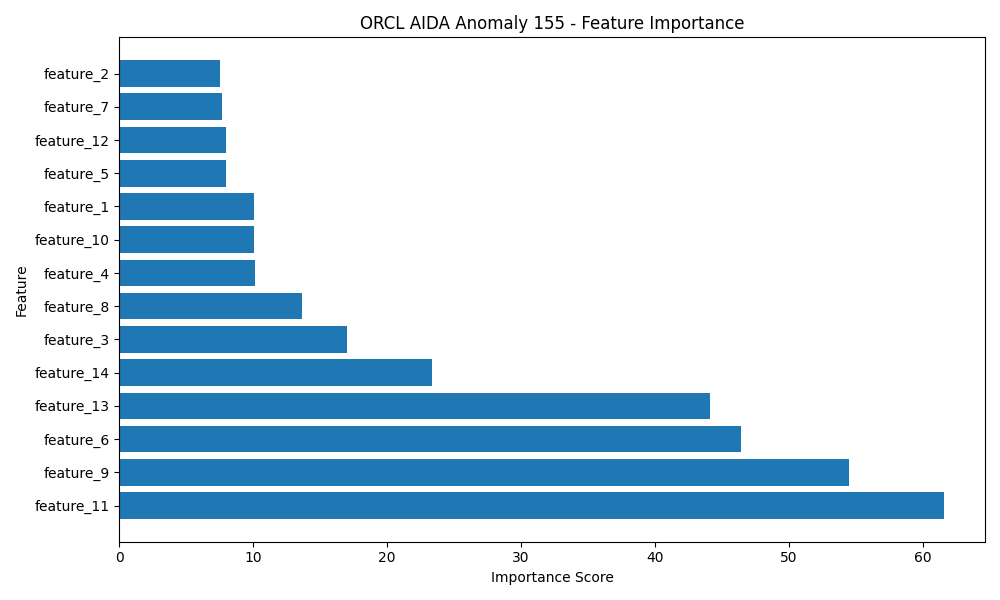 ORCL AIDA Anomaly 155 - Feature Importance
feature_2
feature_7
feature_12
feature_5
feature_1
feature_10
feature_4
feature_8
feature_3
feature_14
feature_13
feature_6
feature_9
feature_11
Feature
0 10 20 30 40 50 60
Importance Score